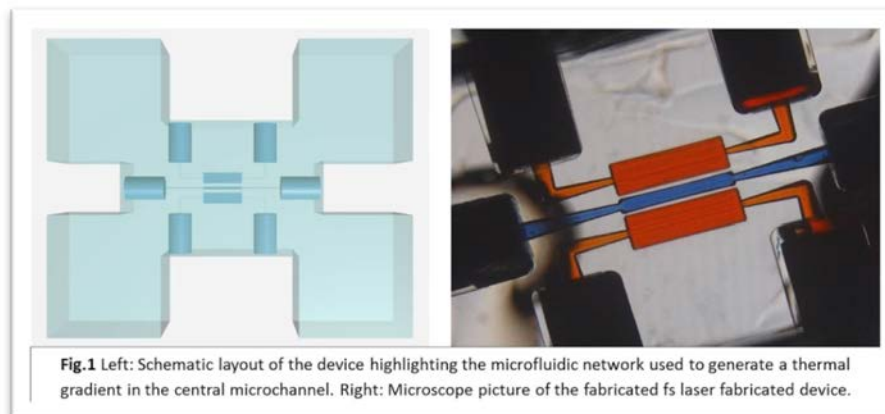 Fig.1 Left: Schematic layout of the device highlighting the microfluidic network used to generate a thermal
gradient in the central microchannel. Right: Microscope picture of the fabricated fs laser fabricated device.